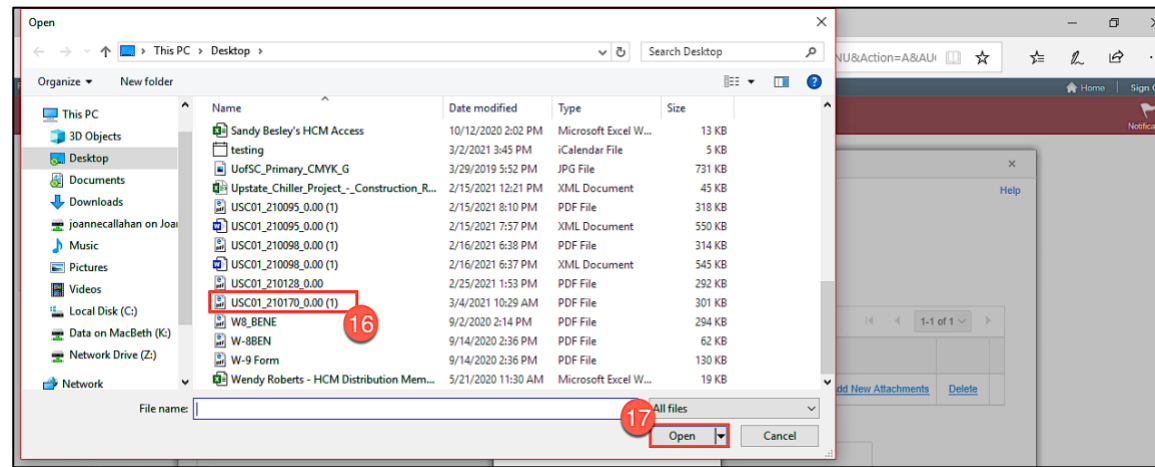 Open
This PC > Desktop >
Search Desktop
NU&Action=A&AU
Organize
New folder
Home
Sign
Name
Date modified
Type
Size
This PC
3D Objects
Desktop
Documents
Downloads
joannecallahan on Joa
Music
Pictures
Videos
Local Disk (C:)
Data on MacBeth (K:)
Network Drive (Z:)
Network
Sandy Besley's HCM Access 10/12/2020 2:02 PM Microsoft Excel W... 13 KB
testing 3/2/2021 3:45 PM iCalendar File 5 KB
UofSC_Primary_CMYK_G 3/29/2019 5:52 PM JPG File 731 KB
Upstate_Chiller_Project_-_Construction_R... 2/15/2021 12:21 PM XML Document 45 KB
USC01_210095_0.00 (1) 2/15/2021 8:10 PM PDF File 318 KB
USC01_210095_0.00 (1) 2/15/2021 7:57 PM XML Document 550 KB
USC01_210098_0.00 (1) 2/16/2021 6:38 PM PDF File 314 KB
USC01_210098_0.00 (1) 2/16/2021 6:37 PM XML Document 545 KB
USC01_210128_0.00 2/25/2021 1:53 PM PDF File 292 KB
USC01_210170_0.00 (1) 3/4/2021 10:29 AM PDF File 301 KB
16
W8_BENE 9/2/2020 2:14 PM PDF File 294 KB
W-8BEN 9/14/2020 2:36 PM PDF File 62 KB
W-9 Form 9/14/2020 2:36 PM PDF File 130 KB
Wendy Roberts - HCM Distribution Mem... 5/21/2020 11:30 AM Microsoft Excel W... 19 KB
File name:
All files
17
Open
Cancel
Notifica
Help
1-1 of 1
dd New Attachments
Delete